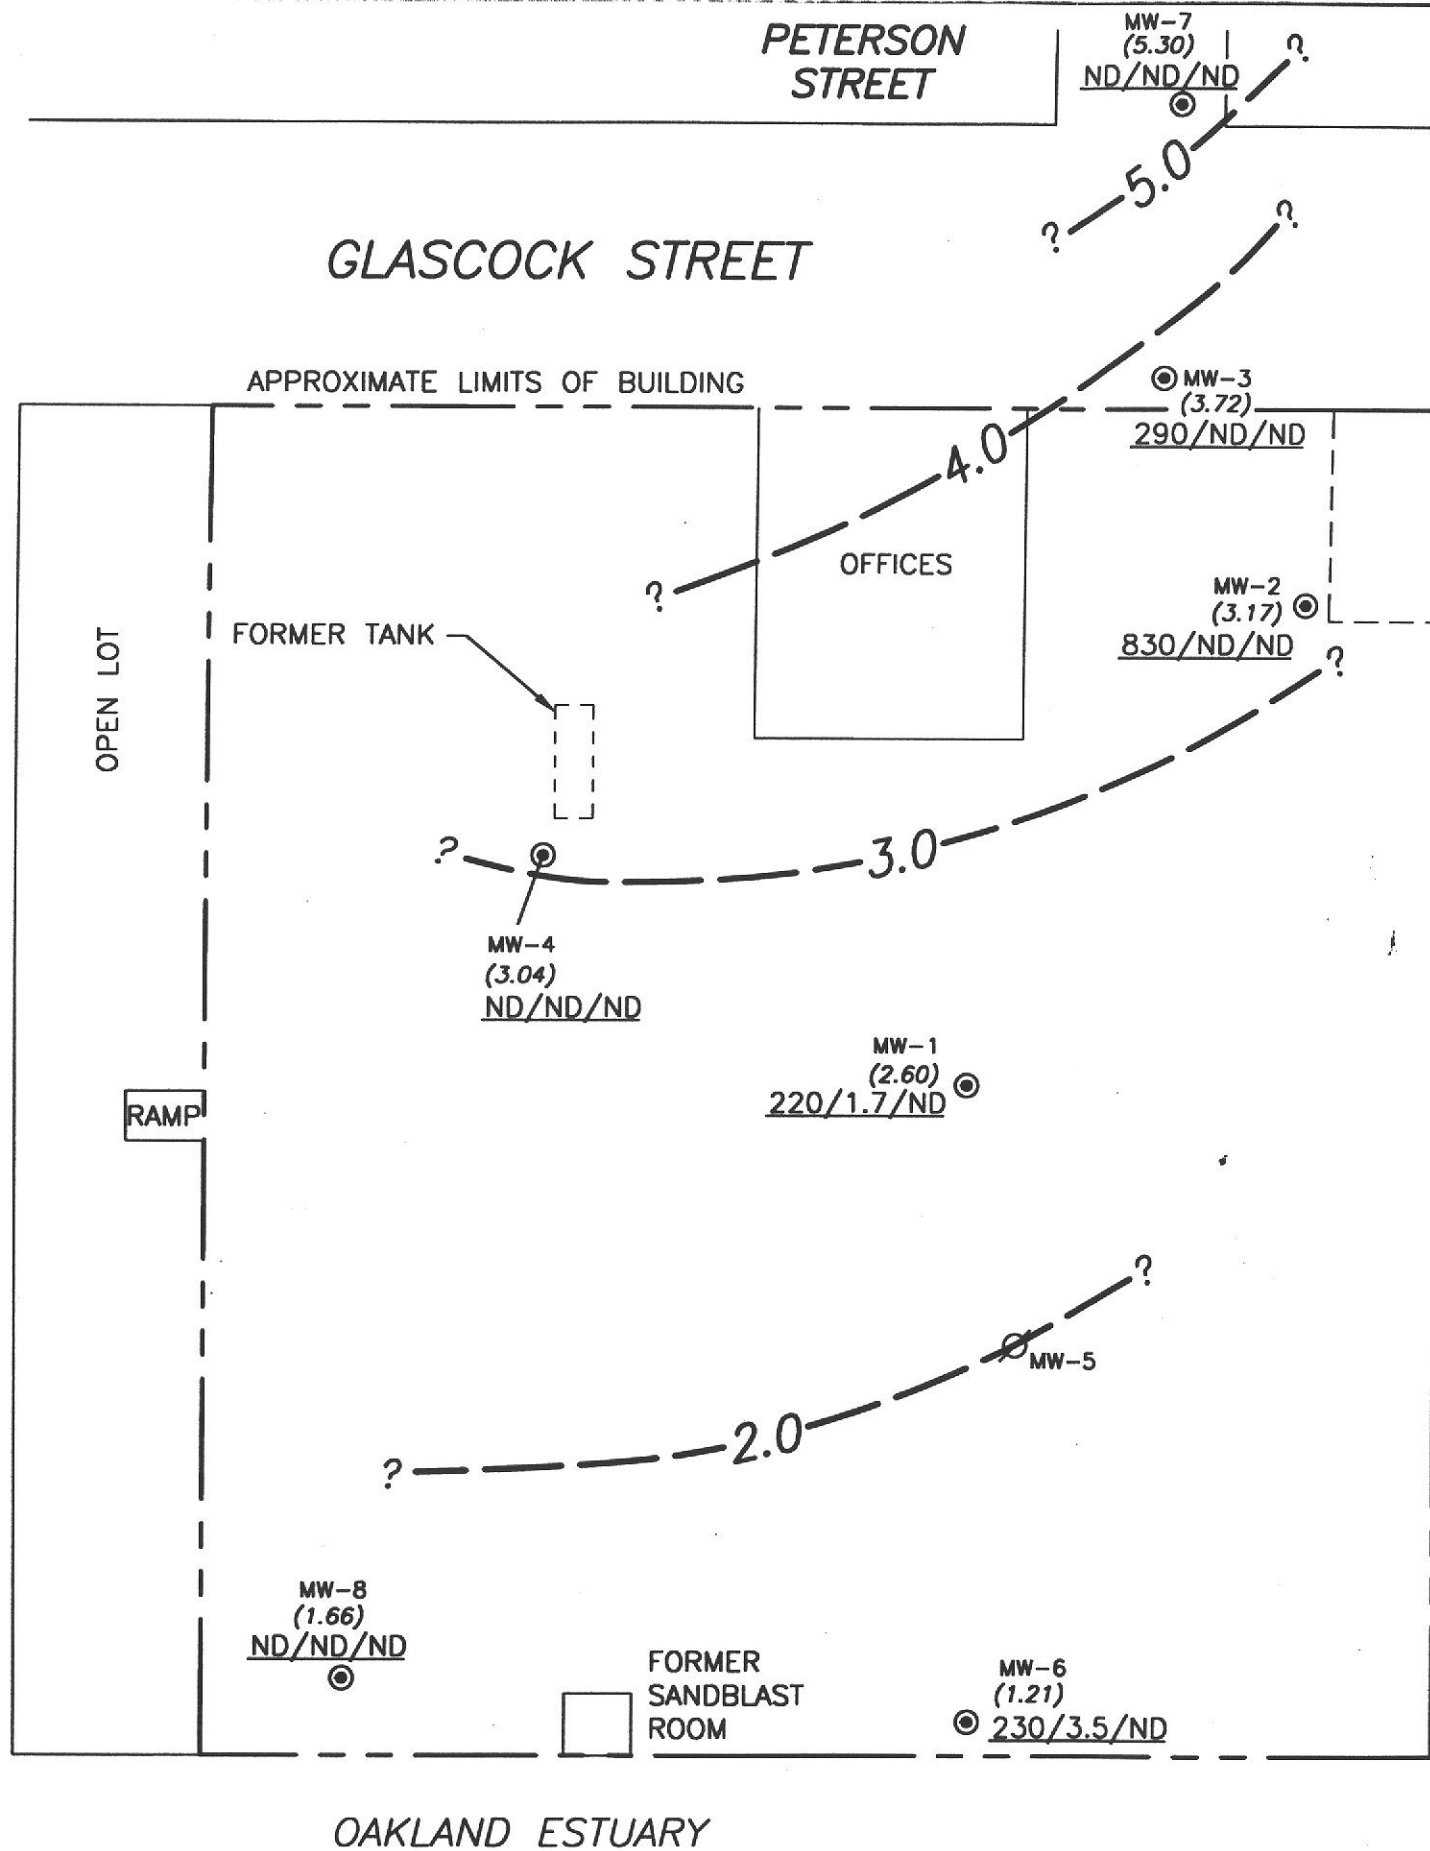 PETERSON
STREET
MW-7
(5.30)
ND/ND/ND
?
5.0
?
?
GLASCOCK STREET
APPROXIMATE LIMITS OF BUILDING
MW-3
(3.72)
290/ND/ND
4.0
OFFICES
?
MW-2
(3.17)
830/ND/ND
?
FORMER TANK
OPEN LOT
?
3.0
MW-4
(3.04)
ND/ND/ND
MW-1
(2.60)
220/1.7/ND
RAMP
?
MW-5
2.0
?
MW-8
(1.66)
ND/ND/ND
FORMER
SANDBLAST
ROOM
MW-6
(1.21)
230/3.5/ND
OAKLAND ESTUARY